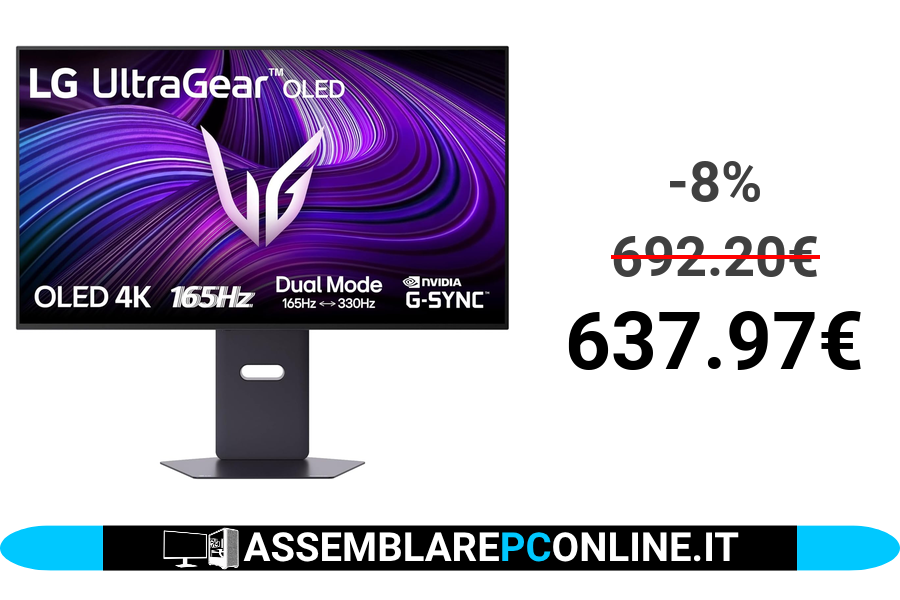 LG UltraGear™ OLED
OLED 4K 165Hz Dual Mode
165Hz ↔ 330Hz
NVIDIA
G-SYNC™
-8%
692.20€
637.97€
ASSEMBLAREPCONLINE.IT